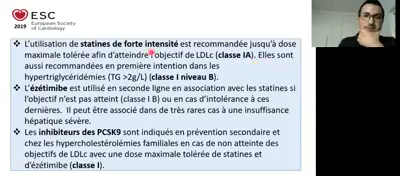 ESC
2019
European Society
of Cardiology
L'utilisation de statines de forte intensité est recommandée jusqu'à dose
maximale tolérée afin d'atteindre l'objectif de LDLc (classe IA). Elles sont
aussi recommandées en première intention dans les
hypertriglycéridémies (TG >2g/L) (classe I niveau B).
L'ézétimibe est utilisé en seconde ligne en association avec les statines si
l'objectif n'est pas atteint (classe I B) ou en cas d'intolérance à ces
dernières. Il peut être associé dans de très rares cas à une insuffisance
hépatique sévère.
Les inhibiteurs des PCSK9 sont indiqués en prévention secondaire et
chez les hypercholestérolémies familiales en cas de non atteinte des
objectifs de LDLc avec une dose maximale tolérée de statines et
d'ézétimibe (classe I).